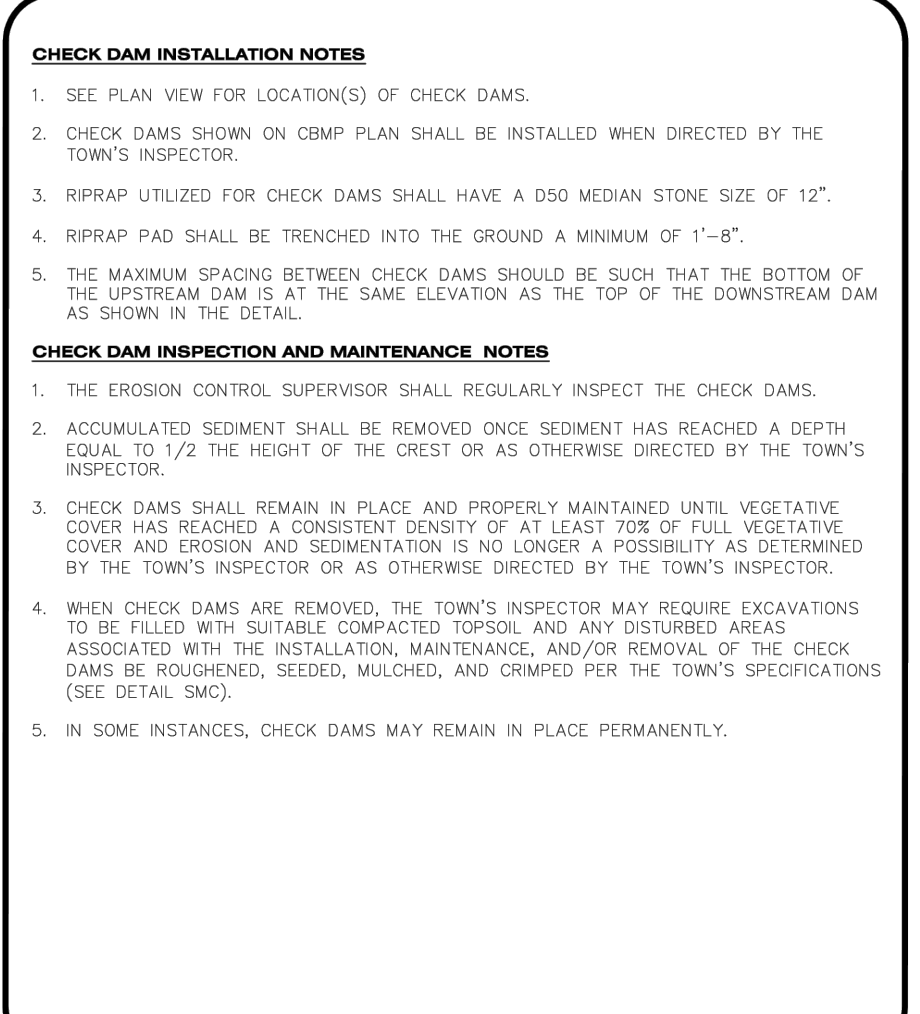 CHECK DAM INSTALLATION NOTES
1. SEE PLAN VIEW FOR LOCATION(S) OF CHECK DAMS.
2. CHECK DAMS SHOWN ON CBMP PLAN SHALL BE INSTALLED WHEN DIRECTED BY THE
TOWN'S INSPECTOR.
3. RIPRAP UTILIZED FOR CHECK DAMS SHALL HAVE A D50 MEDIAN STONE SIZE OF 12”.
4. RIPRAP PAD SHALL BE TRENCHED INTO THE GROUND A MINIMUM OF 1'–8”.
5. THE MAXIMUM SPACING BETWEEN CHECK DAMS SHOULD BE SUCH THAT THE BOTTOM OF
THE UPSTREAM DAM IS AT THE SAME ELEVATION AS THE TOP OF THE DOWNSTREAM DAM
AS SHOWN IN THE DETAIL.
CHECK DAM INSPECTION AND MAINTENANCE NOTES
1. THE EROSION CONTROL SUPERVISOR SHALL REGULARLY INSPECT THE CHECK DAMS.
2. ACCUMULATED SEDIMENT SHALL BE REMOVED ONCE SEDIMENT HAS REACHED A DEPTH
EQUAL TO 1/2 THE HEIGHT OF THE CREST OR AS OTHERWISE DIRECTED BY THE TOWN'S
INSPECTOR.
3. CHECK DAMS SHALL REMAIN IN PLACE AND PROPERLY MAINTAINED UNTIL VEGETATIVE
COVER HAS REACHED A CONSISTENT DENSITY OF AT LEAST 70% OF FULL VEGETATIVE
COVER AND EROSION AND SEDIMENTATION IS NO LONGER A POSSIBILITY AS DETERMINED
BY THE TOWN'S INSPECTOR OR AS OTHERWISE DIRECTED BY THE TOWN'S INSPECTOR.
4. WHEN CHECK DAMS ARE REMOVED, THE TOWN'S INSPECTOR MAY REQUIRE EXCAVATIONS
TO BE FILLED WITH SUITABLE COMPACTED TOPSOIL AND ANY DISTURBED AREAS
ASSOCIATED WITH THE INSTALLATION, MAINTENANCE, AND/OR REMOVAL OF THE CHECK
DAMS BE ROUGHENED, SEEDED, MULCHED, AND CRIMPED PER THE TOWN'S SPECIFICATIONS
(SEE DETAIL SMC).
5. IN SOME INSTANCES, CHECK DAMS MAY REMAIN IN PLACE PERMANENTLY.